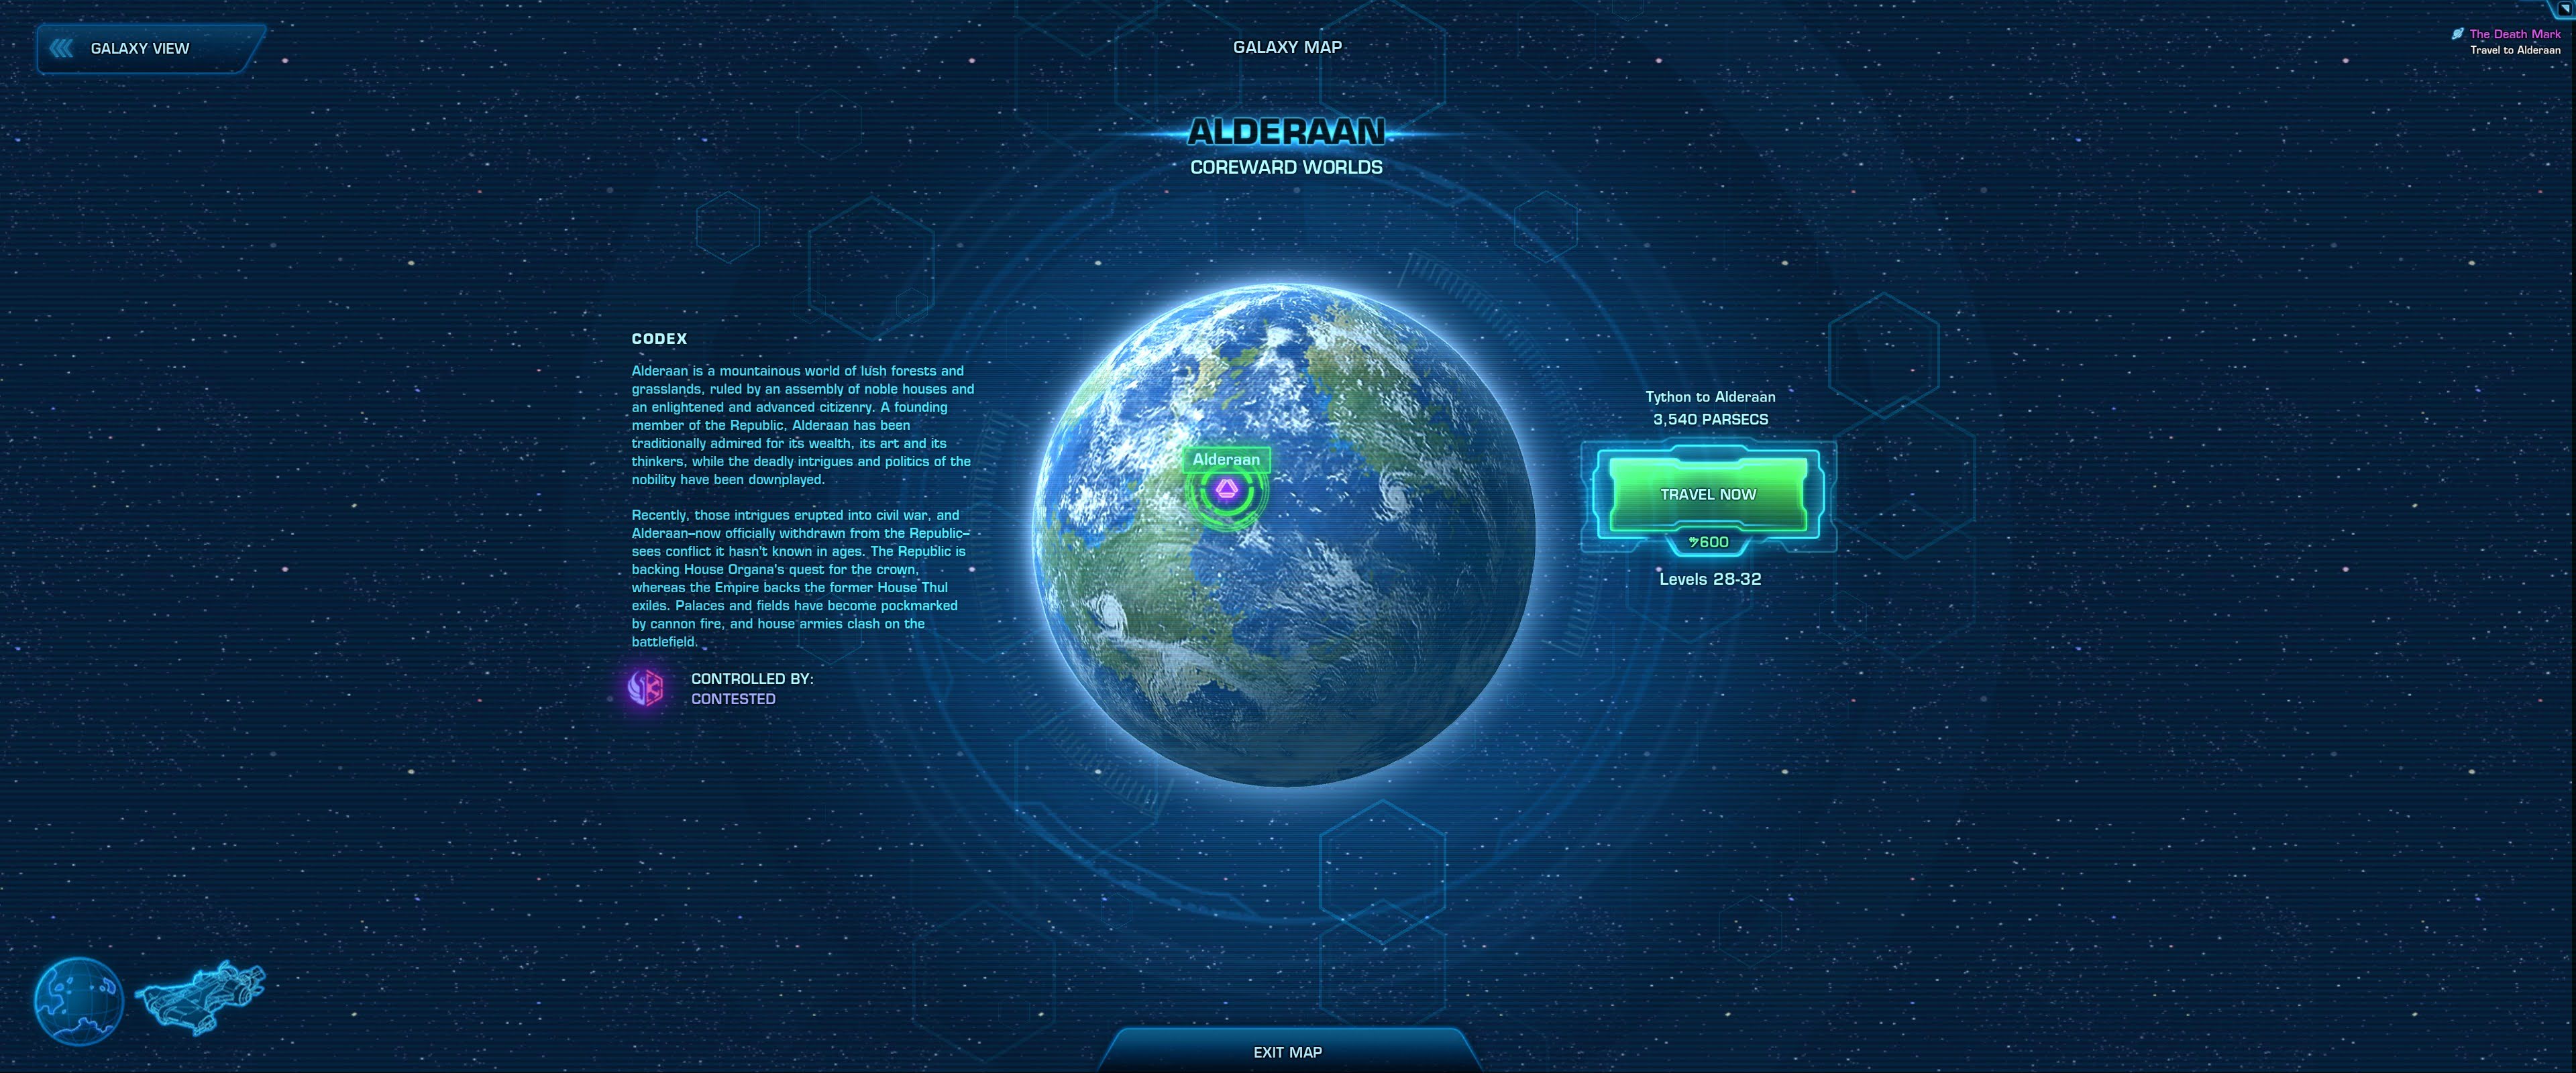 GALAXY VIEW
GALAXY MAP
The Death Mark
Travel to Alderaan
ALDERAAN
COREWARD WORLDS
CODEX
Alderaan is a mountainous world of lush forests and
grasslands, ruled by an assembly of noble houses and
an enlightened and advanced citizenry. A founding
member of the Republic, Alderaan has been
traditionally admired for its wealth, its art and its
thinkers, while the deadly intrigues and politics of the
nobility have been downplayed.
Recently, those intrigues erupted into civil war, and
Alderaan–now officially withdrawn from the Republic–
sees conflict it hasn't known in ages. The Republic is
backing House Organa's quest for the crown,
whereas the Empire backs the former House Thul
exiles. Palaces and fields have become pockmarked
by cannon fire, and house armies clash on the
battlefield.
CONTROLLED BY:
CONTESTED
Alderaan
Tython to Alderaan
3,540 PARSECS
TRAVEL NOW
600
Levels 28-32
EXIT MAP